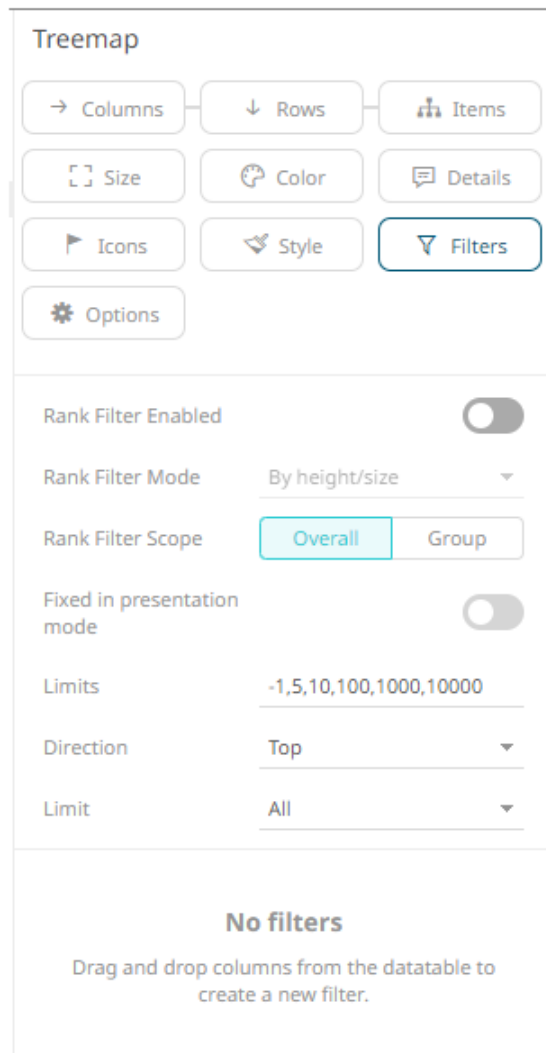 Treemap
Columns
Rows
Items
Size
Color
Details
Icons
Style
Filters
Options
Rank Filter Enabled
Rank Filter Mode
By height/size
Rank Filter Scope
Overall
Group
Fixed in presentation
mode
Limits
-1,5,10,100,1000,10000
Direction
Top
Limit
All
No filters
Drag and drop columns from the datatable to
create a new filter.